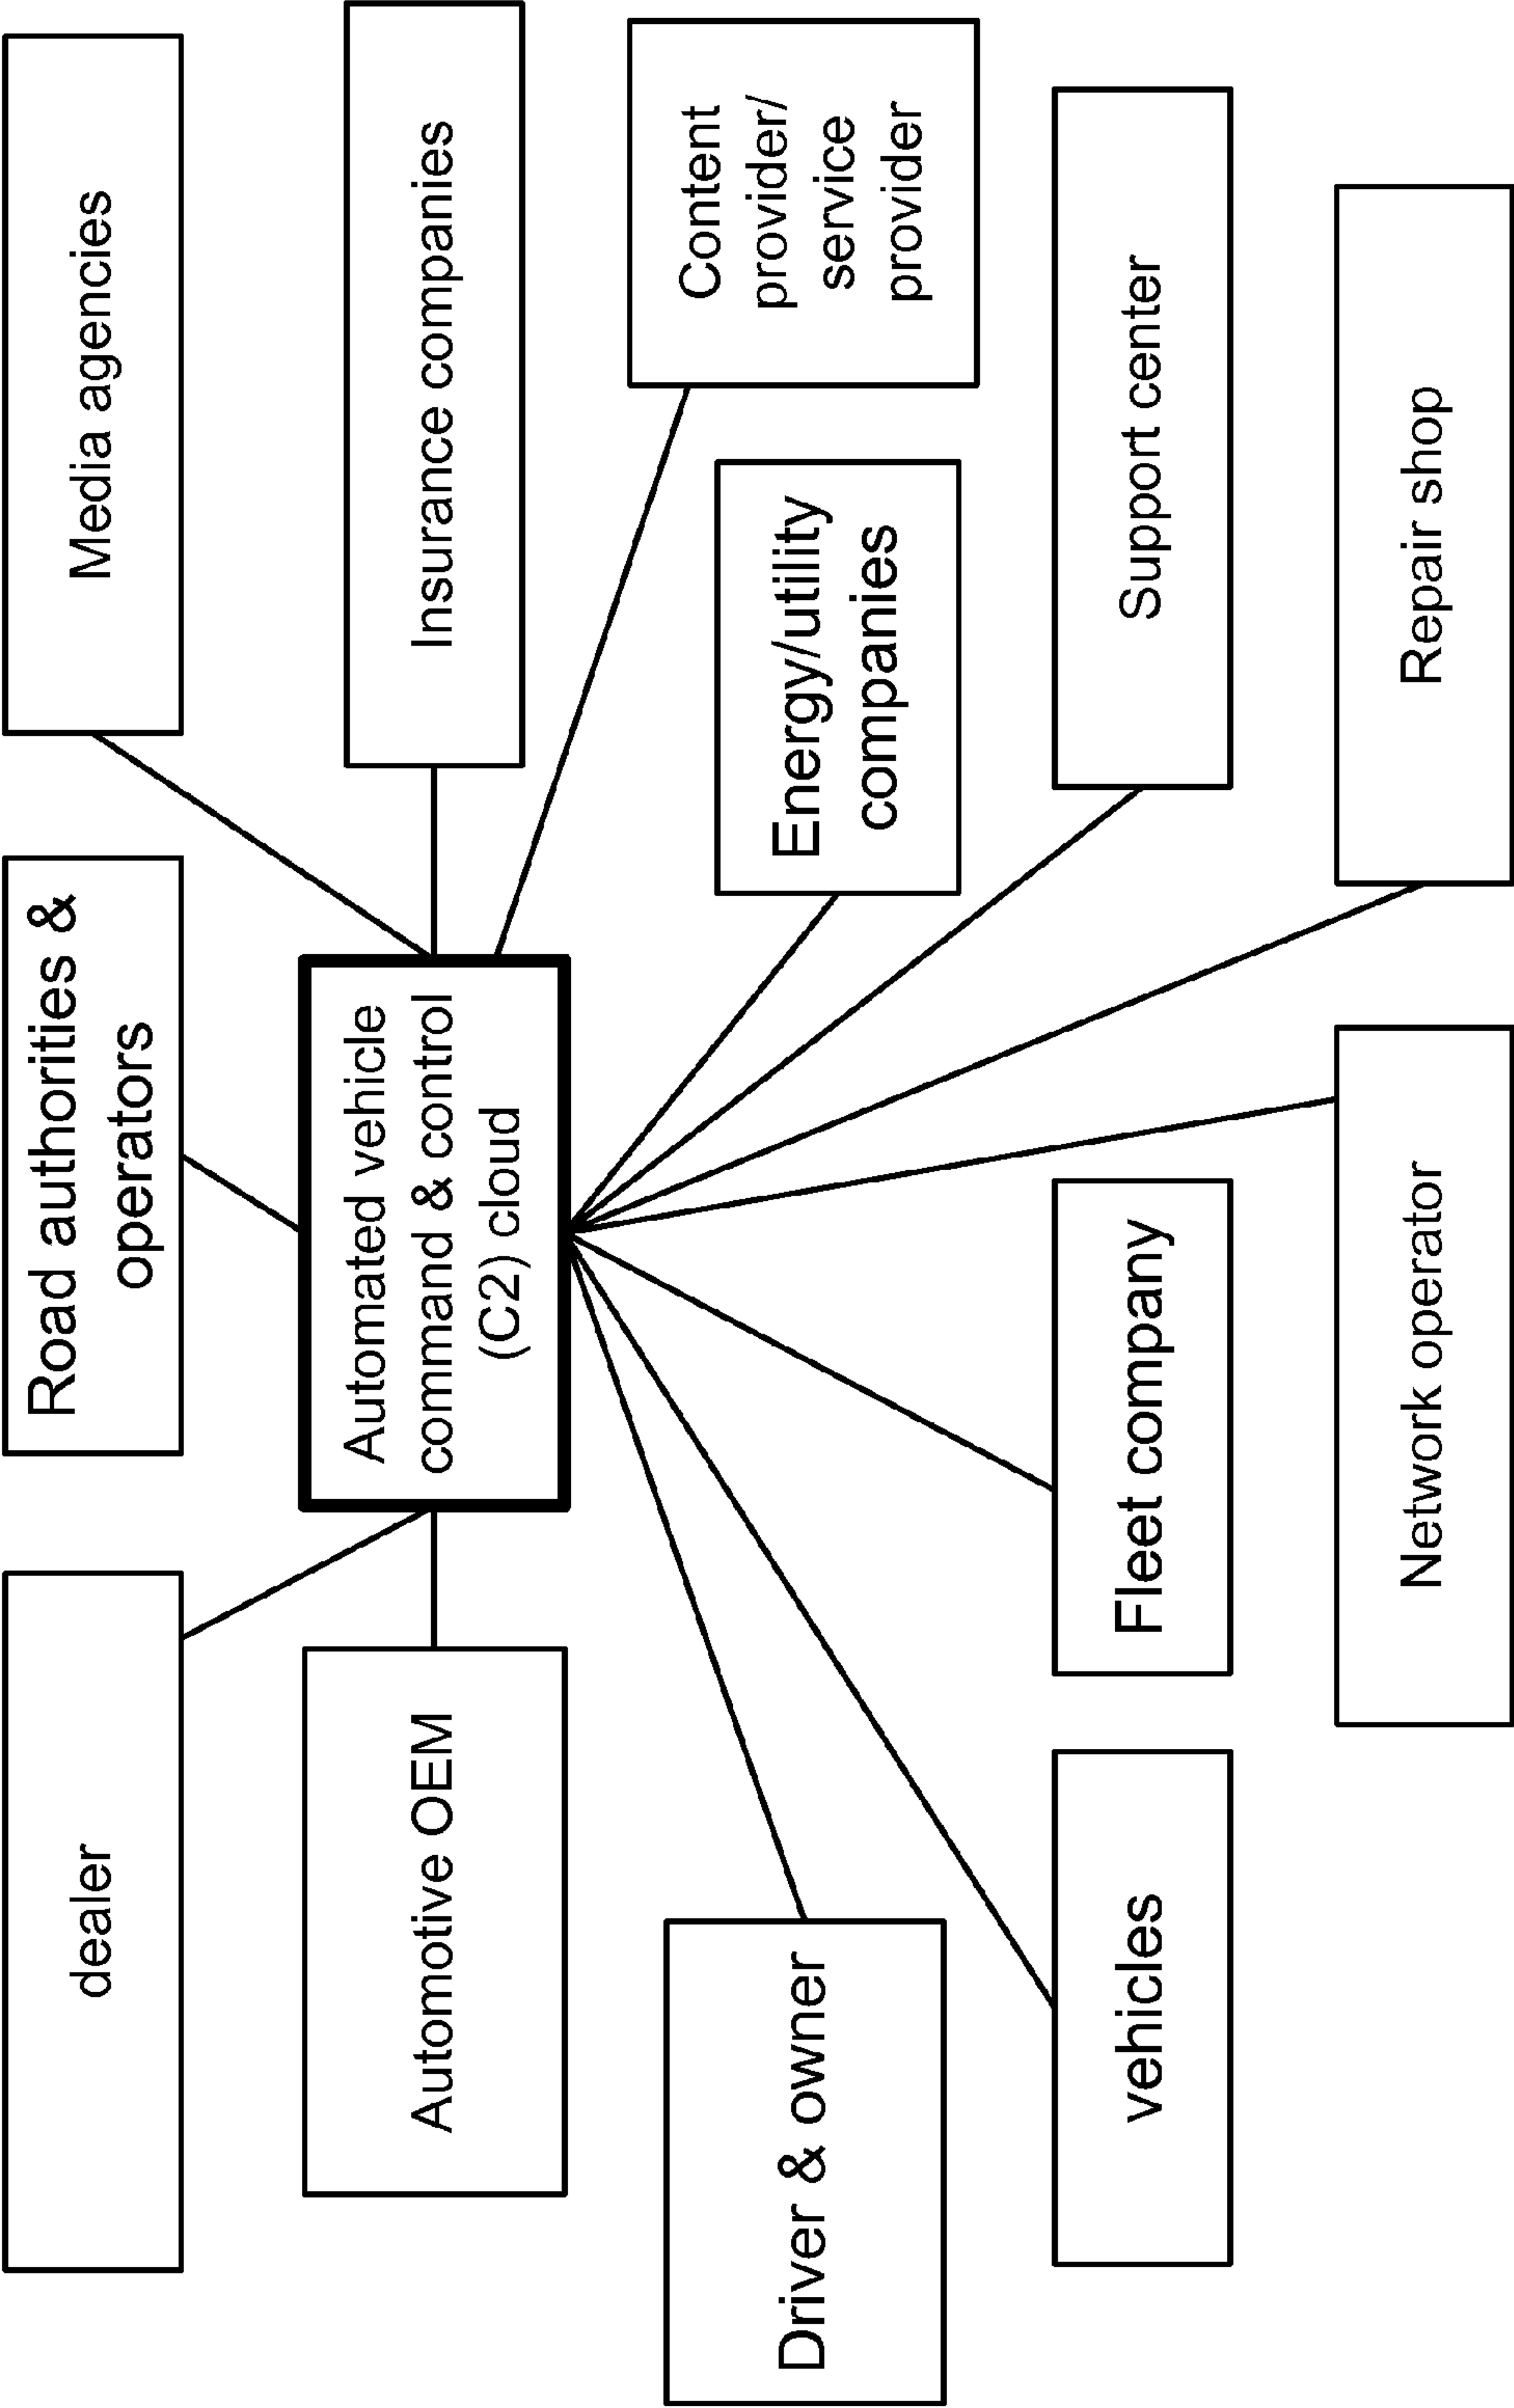 dealer
Road authorities &
operators
Media agencies
Automotive OEM
Automated vehicle
command & control
(C2) cloud
Insurance companies
Content
provider/
service
provider
Driver & owner
Energy/utility
companies
vehicles
Fleet company
Support center
Network operator
Repair shop